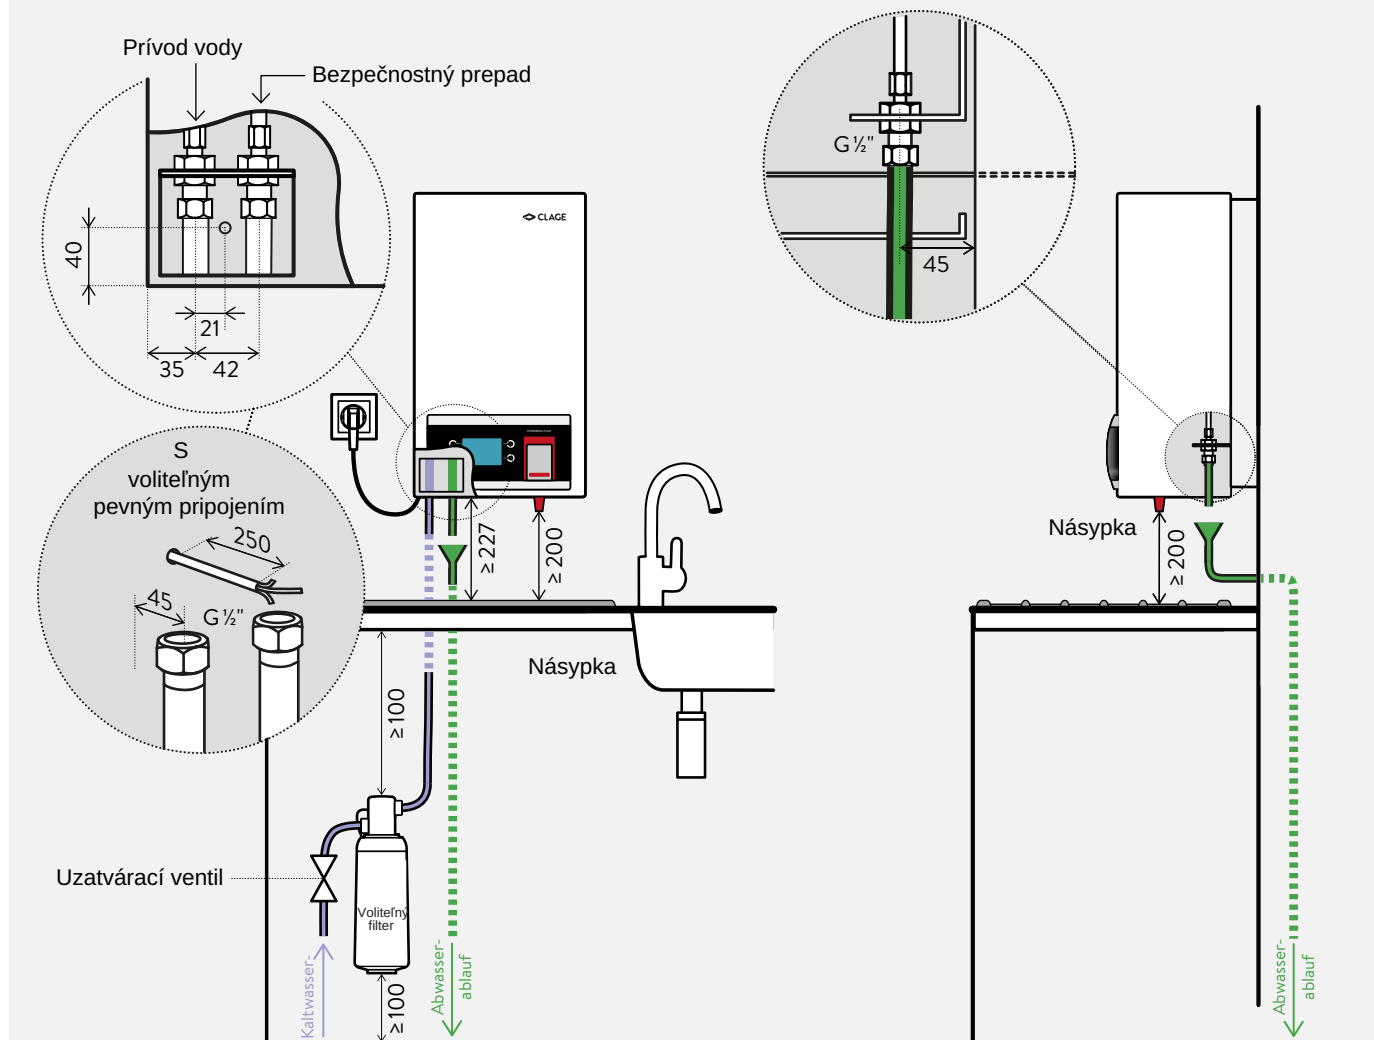 Prívod vody
Bezpečnostný prepad
G ½"
CLAGE
40
45
21
35
42
S
voliteľným
pevným pripojením
250
45
G ½"
≥ 227
≥ 200
Násypka
≥ 200
Násypka
≥100
Uzatvárací ventil
Voliteľný
filter
Kaltwasser-
≥100
Abwasser-
ablauf
Abwasser-
ablauf